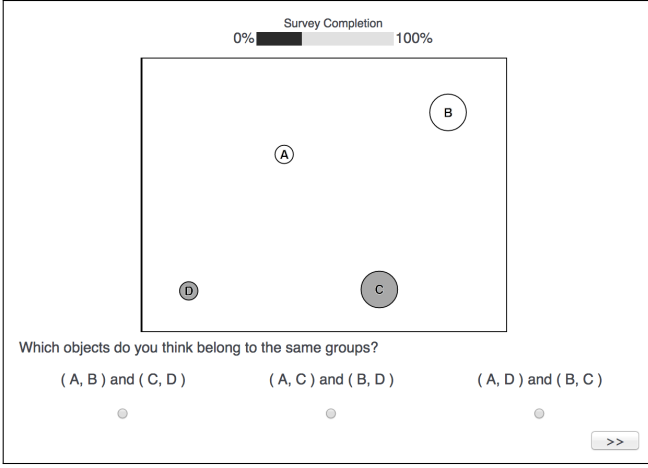 Survey Completion
0% 100%
B
A
D
C
Which objects do you think belong to the same groups?
( A, B ) and ( C, D ) ( A, C ) and ( B, D ) ( A, D ) and ( B, C )
>>